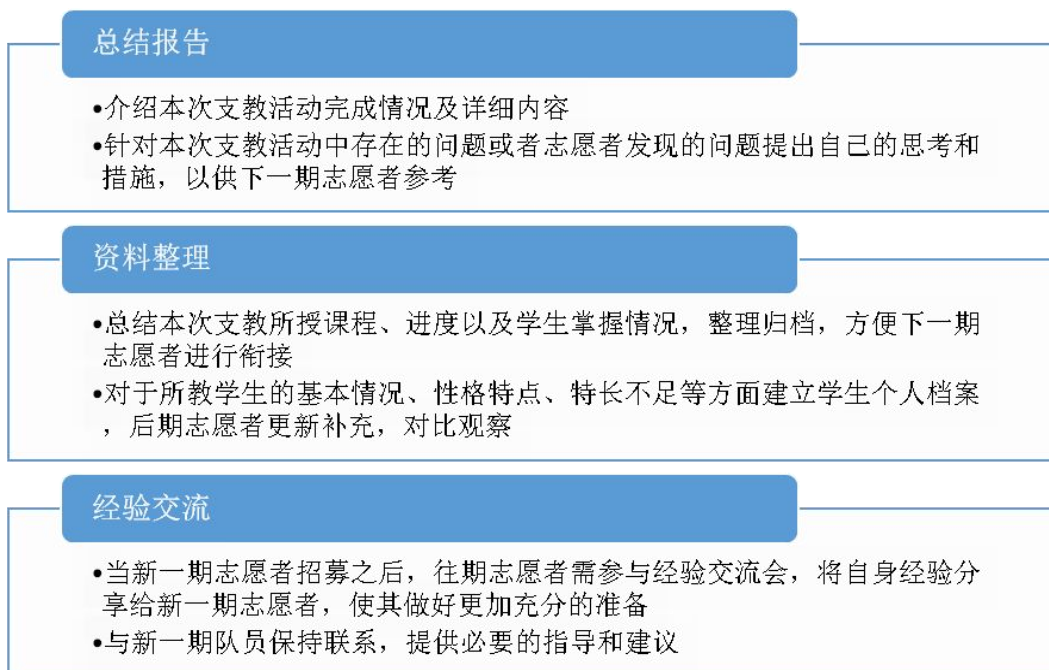 总结报告
•介绍本次支教活动完成情况及详细内容
•针对本次支教活动中存在的问题或者志愿者发现的问题提出自己的思考和
措施，以供下一期志愿者参考
资料整理
•总结本次支教所授课程、进度以及学生掌握情况，整理归档，方便下一期
志愿者进行衔接
•对于所教学生的基本情况、性格特点、特长不足等方面建立学生个人档案
，后期志愿者更新补充，对比观察
经验交流
•当新一期志愿者招募之后，往期志愿者需参与经验交流会，将自身经验分
享给新一期志愿者，使其做好更加充分的准备
•与新一期队员保持联系，提供必要的指导和建议